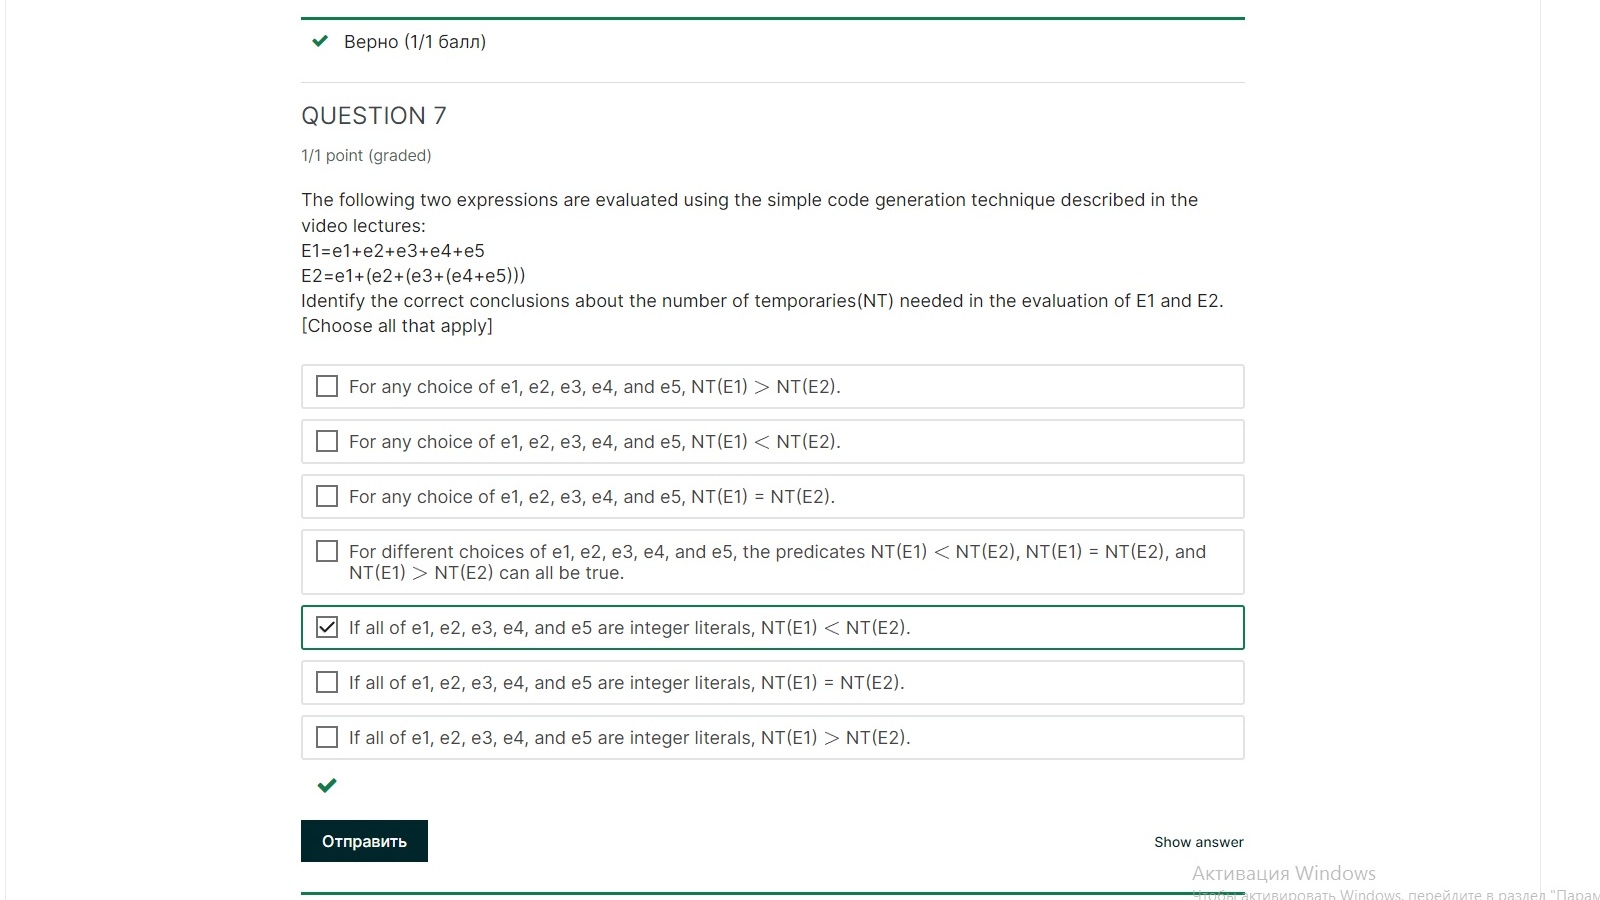 Верно (1/1 балл)
QUESTION 7
1/1 point (graded)
The following two expressions are evaluated using the simple code generation technique described in the
video lectures:
E1=e1+e2+e3+e4+e5
E2=e1+(e2+(e3+(e4+e5)))
Identify the correct conclusions about the number of temporaries(NT) needed in the evaluation of E1 and E2.
[Choose all that apply]
For any choice of e1, e2, e3, e4, and e5, NT(E1) > NT(E2).
For any choice of e1, e2, e3, e4, and e5, NT(E1) < NT(E2).
For any choice of e1, e2, e3, e4, and e5, NT(E1) = NT(E2).
For different choices of e1, e2, e3, e4, and e5, the predicates NT(E1) < NT(E2), NT(E1) = NT(E2), and
NT(E1) > NT(E2) can all be true.
If all of e1, e2, e3, e4, and e5 are integer literals, NT(E1) < NT(E2).
If all of e1, e2, e3, e4, and e5 are integer literals, NT(E1) = NT(E2).
If all of e1, e2, e3, e4, and e5 are integer literals, NT(E1) > NT(E2).
Отправить
Show answer
Активация Windows
Чтобы активировать Windows, перейдите в раздел "Парам